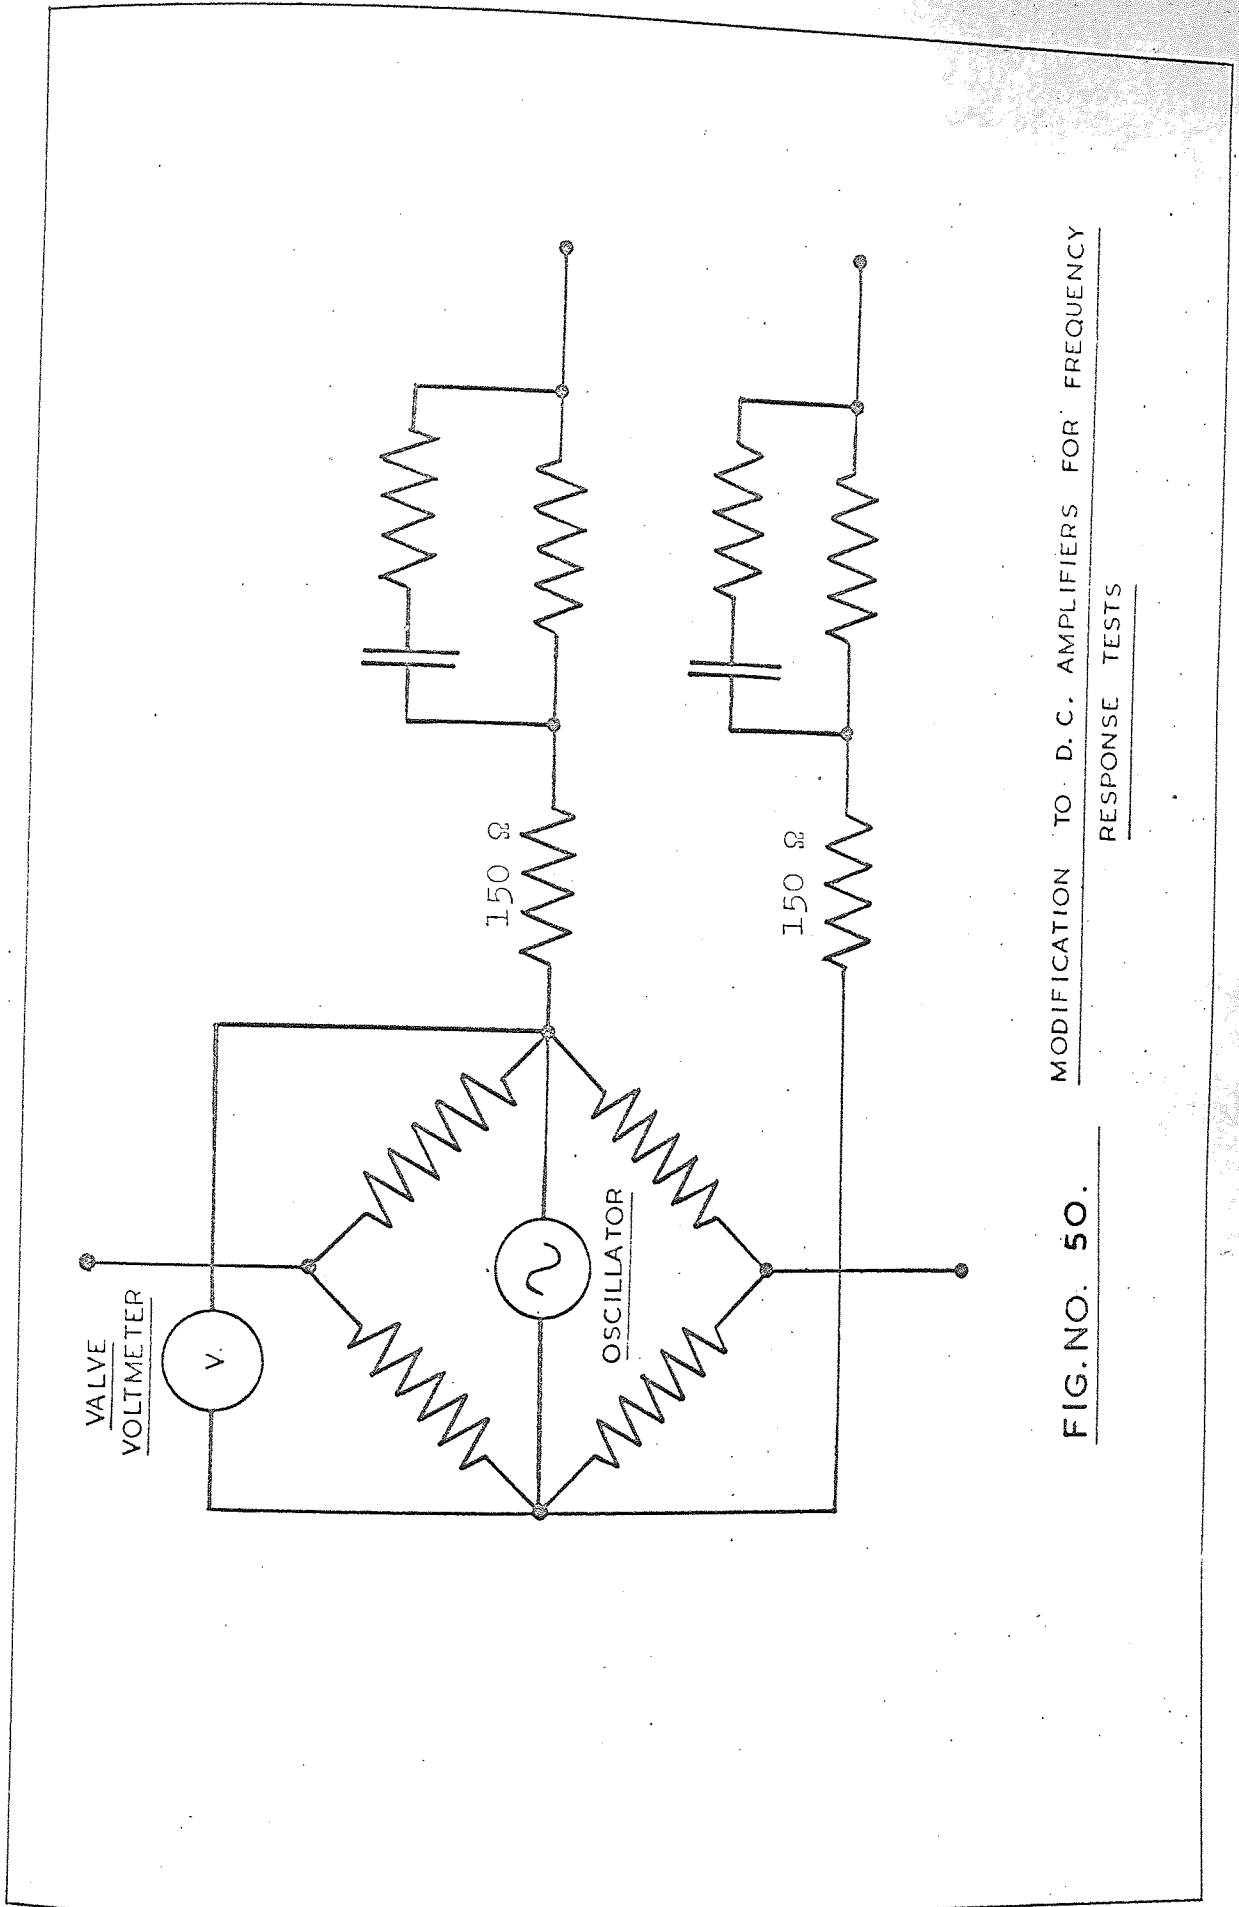 VALVE
VOLTMETER
V.
OSCILLATOR
150 Ω
150 Ω
FIG. NO. 50. MODIFICATION TO D.C. AMPLIFIERS FOR FREQUENCY
RESPONSE TESTS